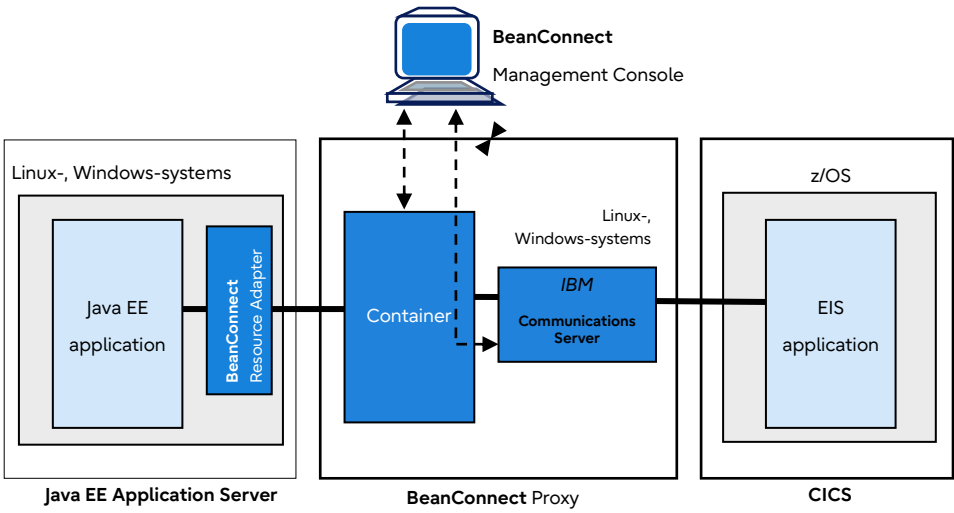 BeanConnect
Management Console
Linux-, Windows-systems
Java EE
application
BeanConnect
Resource Adapter
Java EE Application Server
Container
Linux-,
Windows-systems
IBM
Communications
Server
BeanConnect Proxy
z/OS
EIS
application
CICS